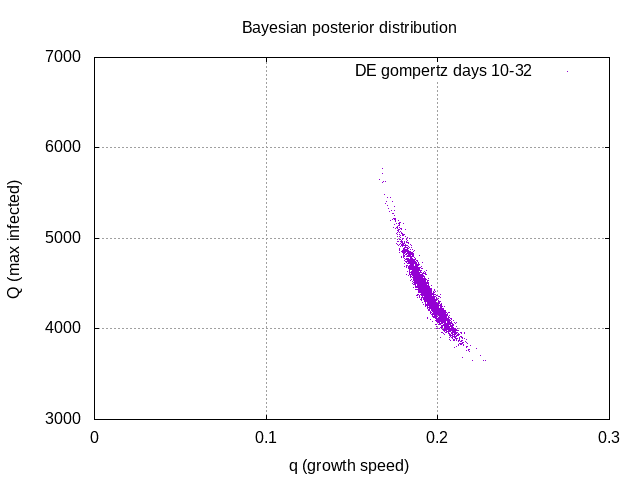 Bayesian posterior distribution
7000
DE gompertz days 10-32
6000
5000
4000
3000
Q (max infected)
0
0.1
0.2
0.3
q (growth speed)